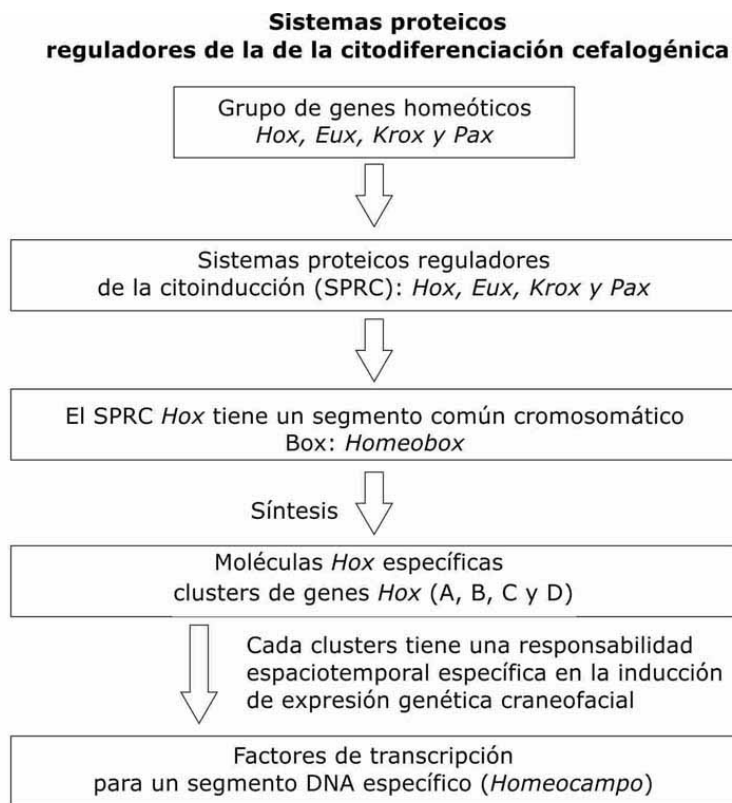 Sistemas proteicos
reguladores de la de la citodiferenciación cefalogénica
Grupo de genes homeóticos
Hox, Eux, Krox y Pax
Sistemas proteicos reguladores
de la citoinducción (SPRC): Hox, Eux, Krox y Pax
El SPRC Hox tiene un segmento común cromosomático
Box: Homeobox
Síntesis
Moléculas Hox específicas
clusters de genes Hox (A, B, C y D)
Cada clusters tiene una responsabilidad
espaciotemporal específica en la inducción
de expresión genética craneofacial
Factores de transcripción
para un segmento DNA específico (Homeocampo)